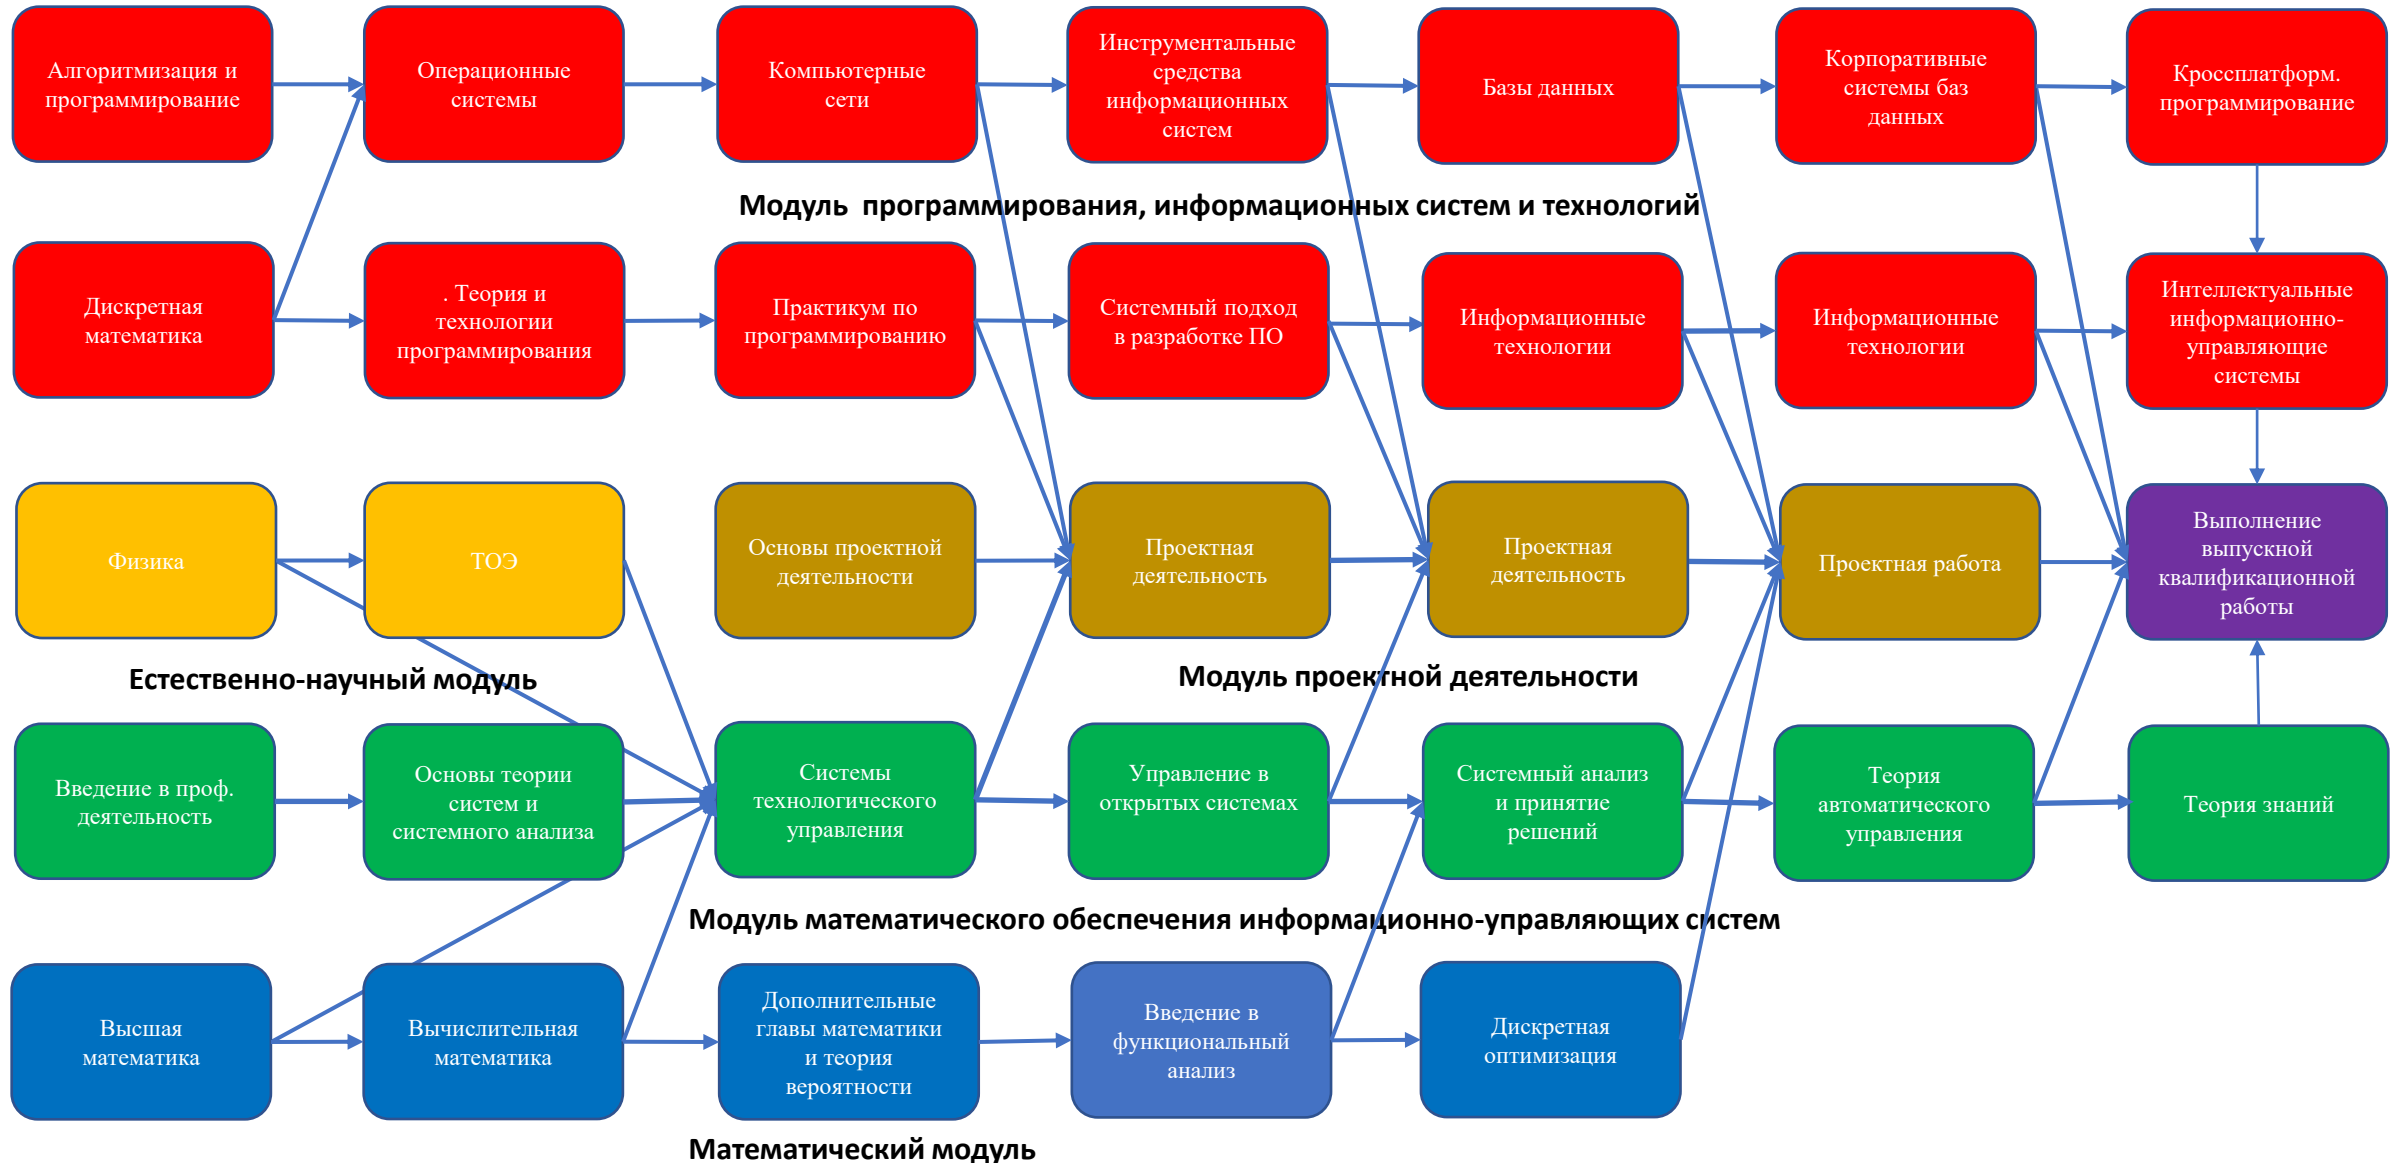 Алгоритмизация и
программирование
Операционные
системы
Компьютерные
сети
Инструментальные
средства
информационных
систем
Базы данных
Корпоративные
системы баз
данных
Кроссплатформ.
программирование
Модуль  программирования, информационных систем и технологий
Дискретная
математика
. Теория и
технологии
программирования
Практикум по
программированию
Системный подход
в разработке ПО
Информационные
технологии
Информационные
технологии
Интеллектуальные
информационно-
управляющие
системы
Физика
ТОЭ
Основы проектной
деятельности
Проектная
деятельность
Проектная
деятельность
Проектная работа
Выполнение
выпускной
квалификационной
работы
Естественно-научный модуль
Модуль проектной деятельности
Введение в проф.
деятельность
Основы теории
систем и
системного анализа
Системы
технологического
управления
Управление в
открытых системах
Системный анализ
и принятие
решений
Теория
автоматического
управления
Теория знаний
Модуль математического обеспечения информационно-управляющих систем
Высшая
математика
Вычислительная
математика
Дополнительные
главы математики
и теория
вероятности
Введение в
функциональный
анализ
Дискретная
оптимизация
Математический модуль